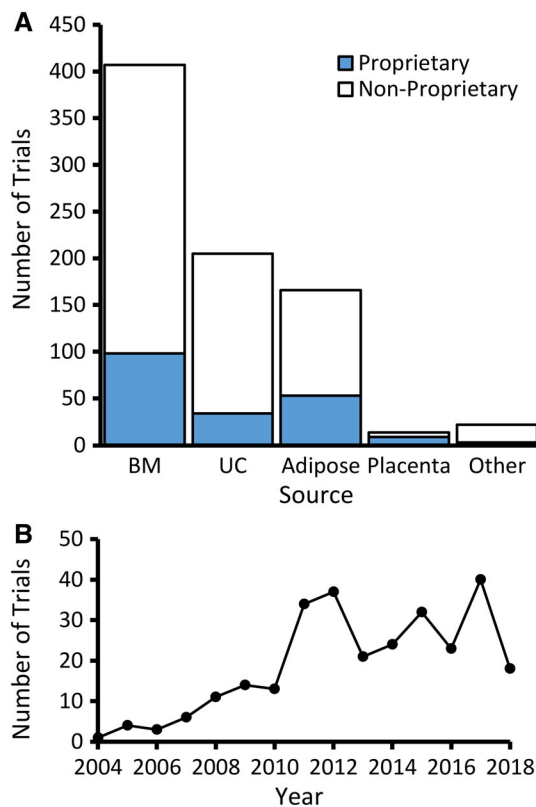 A
450
400
350
300
250
200
150
100
50
0
Number of Trials
Proprietary
Non-Proprietary
BM UC Adipose Placenta Other
Source
B
50
40
30
20
10
0
Number of Trials
2004 2006 2008 2010 2012 2014 2016 2018
Year